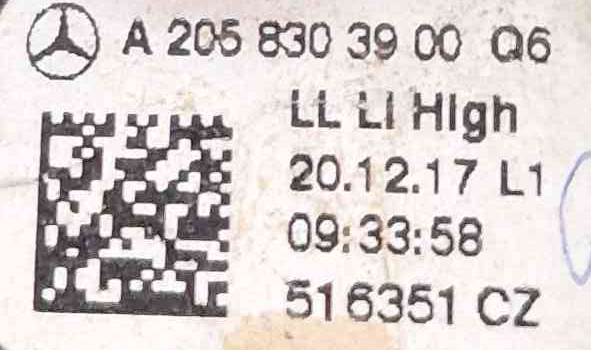 A 205 830 39 00 Q6
LL LI High
20.12.17 L1
09:33:58
516351 CZ